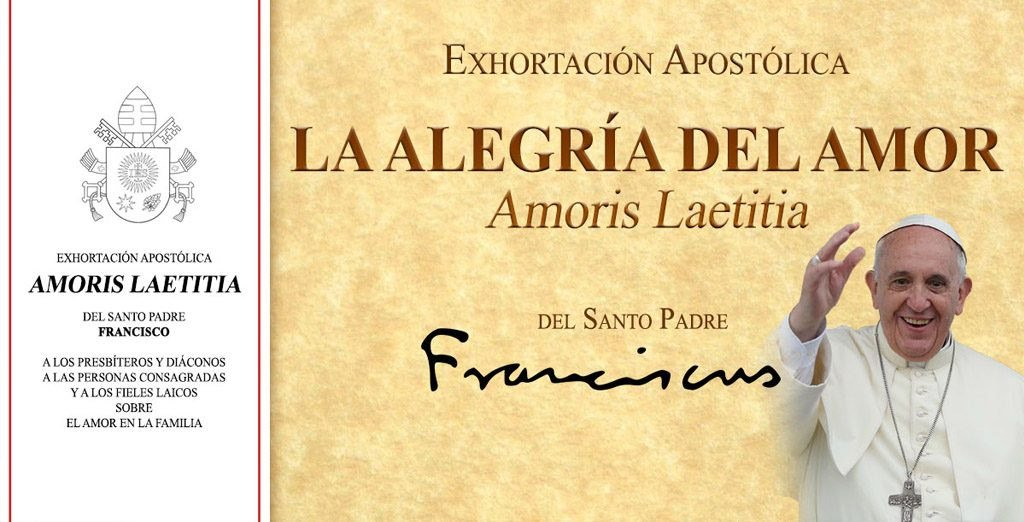 EXHORTACIÓN APOSTÓLICA
AMORIS LAETITIA
DEL SANTO PADRE
FRANCISCO
A LOS PRESBÍTEROS Y DIÁCONOS
A LAS PERSONAS CONSAGRADAS
Y A LOS FIELES LAICOS
SOBRE
EL AMOR EN LA FAMILIA
EXHORTACIÓN APOSTÓLICA
LA ALEGRÍA DEL AMOR
Amoris Laetitia
DEL SANTO PADRE
Franciscus